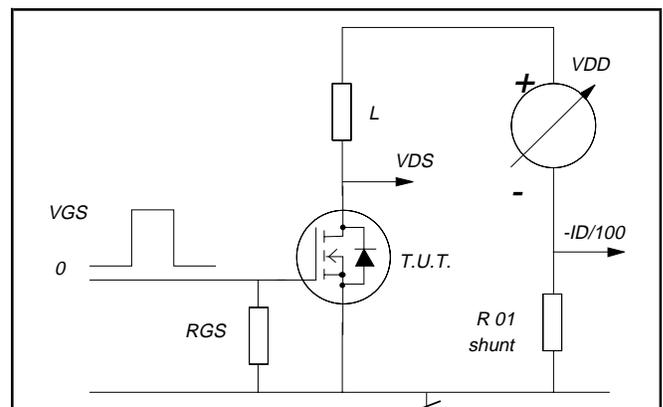 +
VDD
L
VDS
-
VGS
-ID/100
0
T.U.T.
RGS
R 01
shunt